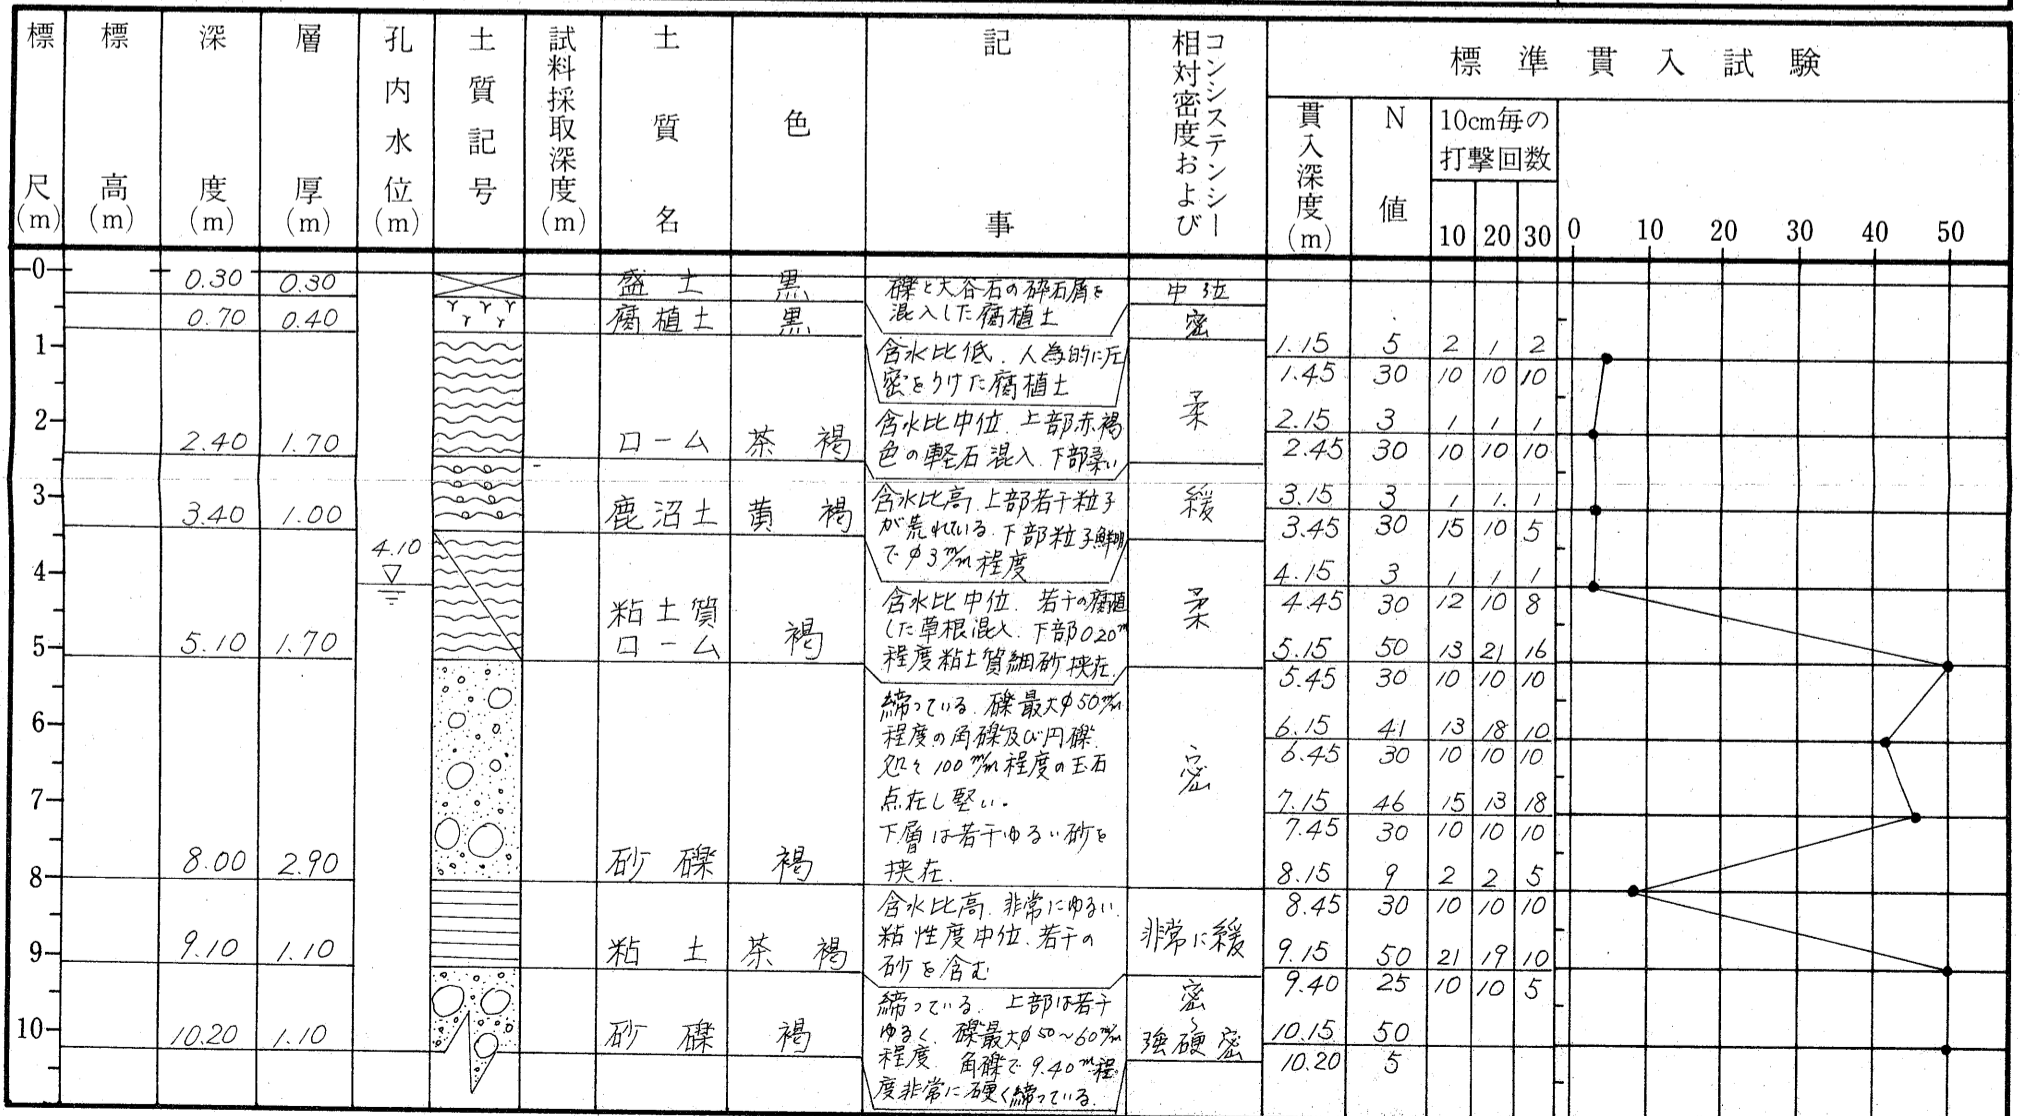 標尺(m) 標高(m) 深度(m) 層厚(m) 孔内水位(m) 土質記号 試料採取深度(m) 土質名 色 記事 相対密度および コンシステンシー 標準貫入試験
貫入深度(m) N値 10cm毎の打撃回数
10 20 30 0 10 20 30 40 50
0
0.30 0.30 盛土 黒 礫と大谷石の砕石屑を 中位
混入した腐植土
0.70 0.40 腐植土 黒 密
1 含水比低. 人為的に圧 1.15 5 2 1 2
密をうけた腐植土 1.45 30 10 10 10
柔
2 含水比中位. 上部赤褐 2.15 3 1 1 1
2.40 1.70 ローム 茶褐 色の軽石混入. 下部柔い 2.45 30 10 10 10
3 含水比高. 上部若干粒子 緩 3.15 3 1 1 1
3.40 1.00 鹿沼土 黄褐 が荒れている. 下部粒子鮮明 3.45 30 15 10 5
4.10 でφ3m/m程度
4 4.15 3 1 1 1
粘土質 含水比中位. 若干の腐植 柔 4.45 30 12 10 8
した草根混入. 下部0.20m
5 5.10 1.70 ローム 褐 程度粘土質細砂挟在. 5.15 50 13 21 16
5.45 30 10 10 10
締っている. 礫最大φ50m/m
6 程度の角礫及び円礫 6.15 41 13 18 10
処々100m/m程度の玉石 密 6.45 30 10 10 10
7 点在し堅い. 7.15 46 15 13 18
下層は若干ゆるい砂を 7.45 30 10 10 10
8 8.00 2.90 砂礫 褐 挟在. 8.15 9 2 2 5
含水比高. 非常にゆるい. 8.45 30 10 10 10
9 9.10 1.10 粘土 茶褐 粘性度中位. 若干の 非常に緩 9.15 50 21 19 10
砂を含む 9.40 25 10 10 5
締っている. 上部は若干 密
10 10.20 1.10 砂礫 褐 ゆるく. 礫最大φ50~60m/m ~ 10.15 50
程度. 角礫で9.40m程 強硬密 10.20 5
度非常に硬く締っている.